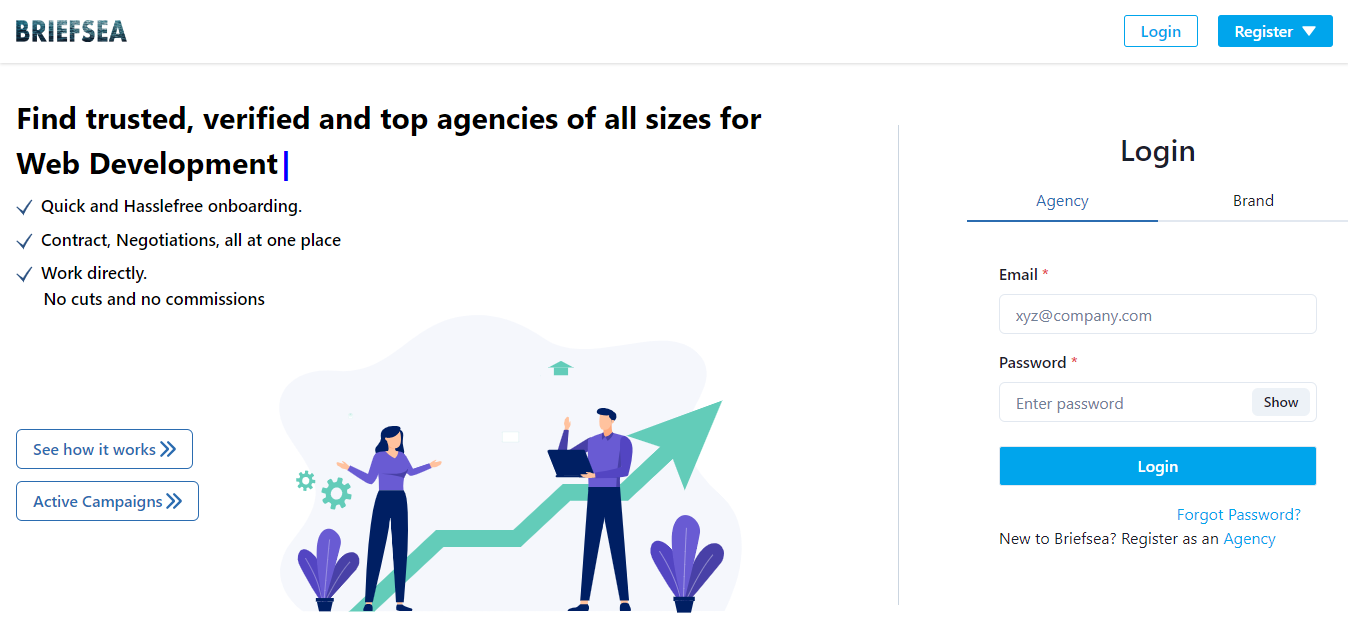 BRIEFSEA
Login
Register
Find trusted, verified and top agencies of all sizes for
Web Development|
Quick and Hasslefree onboarding.
Contract, Negotiations, all at one place
Work directly.
No cuts and no commissions
See how it works
Active Campaigns
Login
Agency
Brand
Email *
xyz@company.com
Password *
Enter password
Show
Login
Forgot Password?
New to Briefsea? Register as an Agency